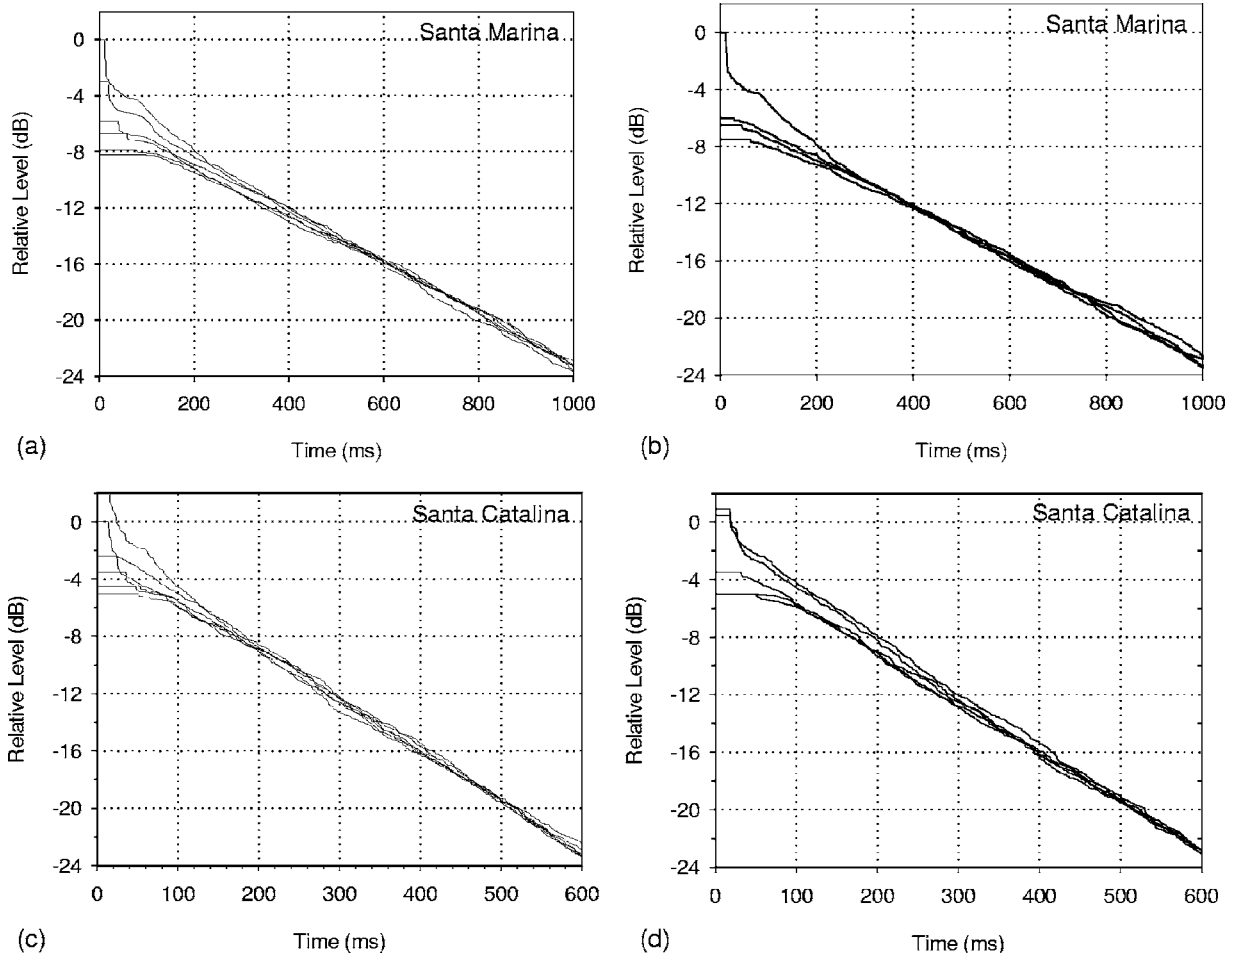 Santa Marina
0
-4
-8
-12
-16
-20
-24
Relative Level (dB)
0 200 400 600 800 1000
Time (ms)
(a)
Santa Marina
0
-4
-8
-12
-16
-20
-24
Relative Level (dB)
0 200 400 600 800 1000
Time (ms)
(b)
Santa Catalina
0
-4
-8
-12
-16
-20
-24
Relative Level (dB)
0 100 200 300 400 500 600
Time (ms)
(c)
Santa Catalina
0
-4
-8
-12
-16
-20
-24
Relative Level (dB)
0 100 200 300 400 500 600
Time (ms)
(d)